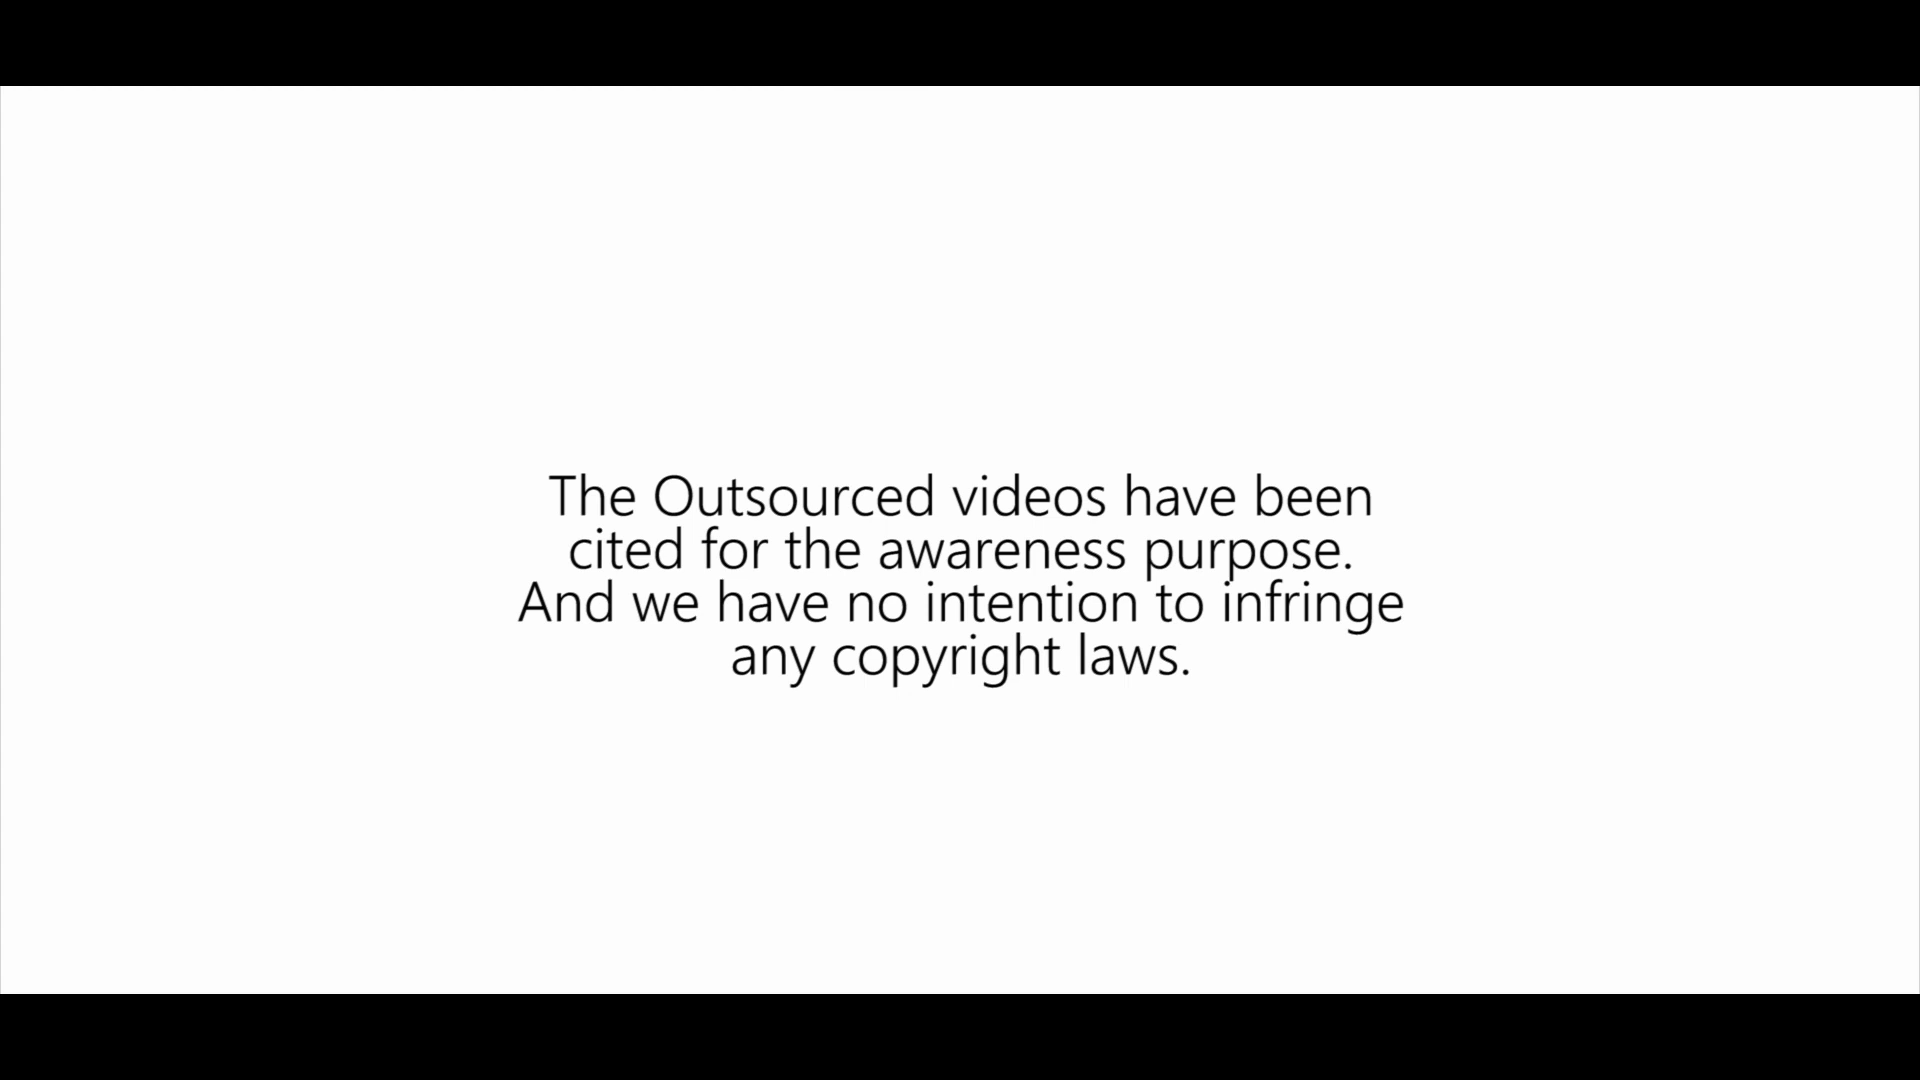 The Outsourced videos have been
cited for the awareness purpose.
And we have no intention to infringe
any copyright laws.